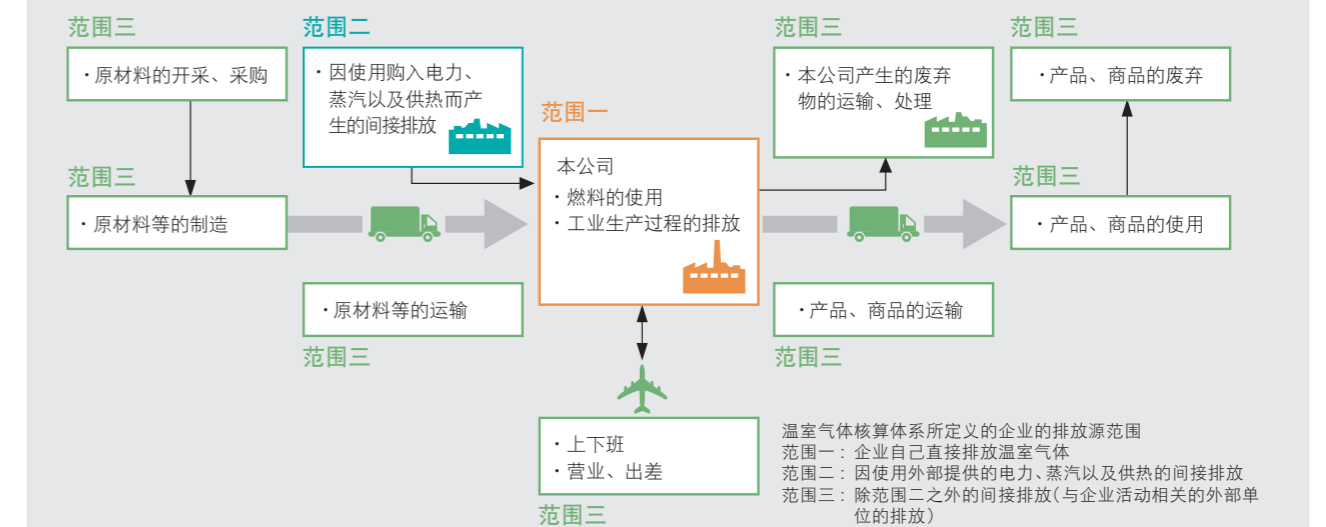 范围三
・原材料的开采、采购
范围三
・原材料等的制造
范围二
・因使用购入电力、
蒸汽以及供热而产
生的间接排放
・原材料等的运输
范围三
范围一
本公司
・燃料的使用
・工业生产过程的排放
・上下班
・营业、出差
范围三
范围三
・本公司产生的废弃
物的运输、处理
・产品、商品的运输
范围三
范围三
・产品、商品的废弃
范围三
・产品、商品的使用
温室气体核算体系所定义的企业的排放源范围
范围一：企业自己直接排放温室气体
范围二：因使用外部提供的电力、蒸汽以及供热的间接排放
范围三：除范围二之外的间接排放（与企业活动相关的外部单
位的排放）